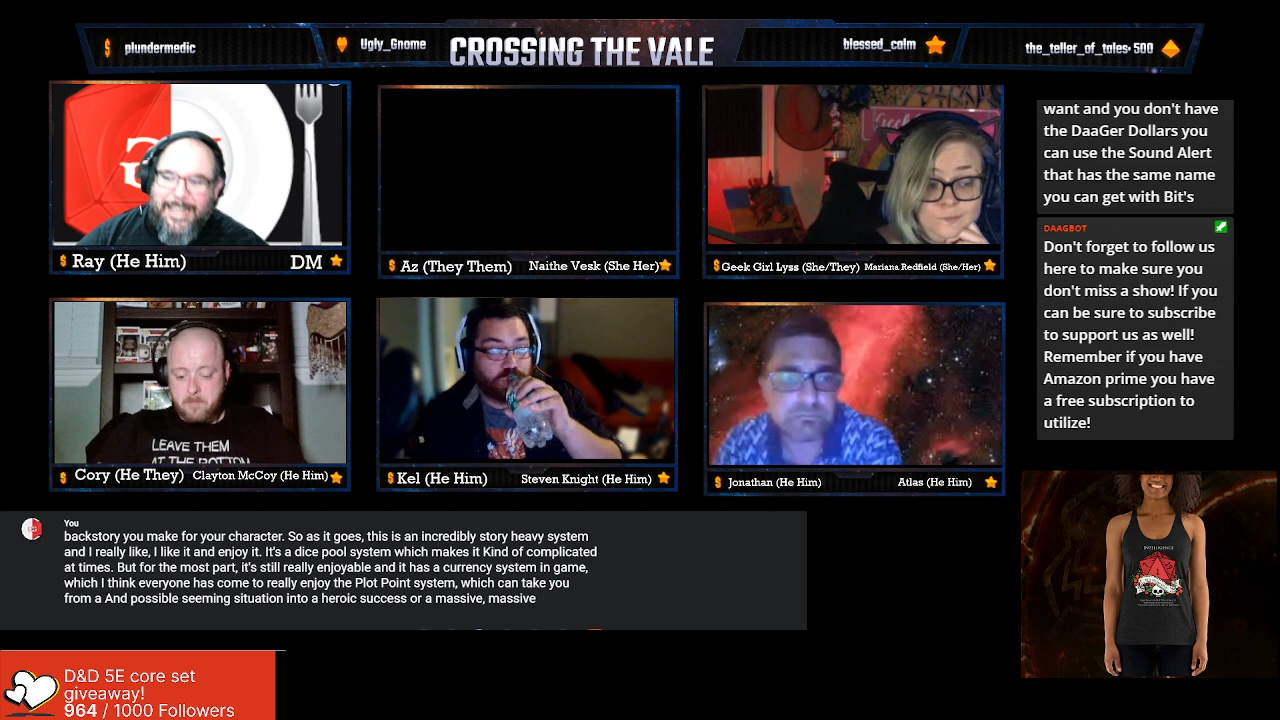 plundermedic
Ugly_Gnome
CROSSING THE VALE
blessed_calm
the_teller_of_tales: 500
Ray (He Him)
DM
Az (They Them)
Naithe Vesk (She Her)
Geek Girl Lyss (She/They)
Mariana Redfield (She/Her)
LEAVE THEM
AT THE BOTTOM
Cory (He They)
Clayton McCoy (He Him)
Kel (He Him)
Steven Knight (He Him)
Jonathan (He Him)
Atlas (He Him)
want and you don't have
the DaaGer Dollars you
can use the Sound Alert
that has the same name
you can get with Bit's
DAAGBOT
Don't forget to follow us
here to make sure you
don't miss a show! If you
can be sure to subscribe
to support us as well!
Remember if you have
Amazon prime you have
a free subscription to
utilize!
You
backstory you make for your character. So as it goes, this is an incredibly story heavy system
and I really like, I like it and enjoy it. It's a dice pool system which makes it Kind of complicated
at times. But for the most part, it's still really enjoyable and it has a currency system in game,
which I think everyone has come to really enjoy the Plot Point system, which can take you
from a And possible seeming situation into a heroic success or a massive, massive
INTELLIGENCE
D&D 5E core set
giveaway!
964 / 1000 Followers